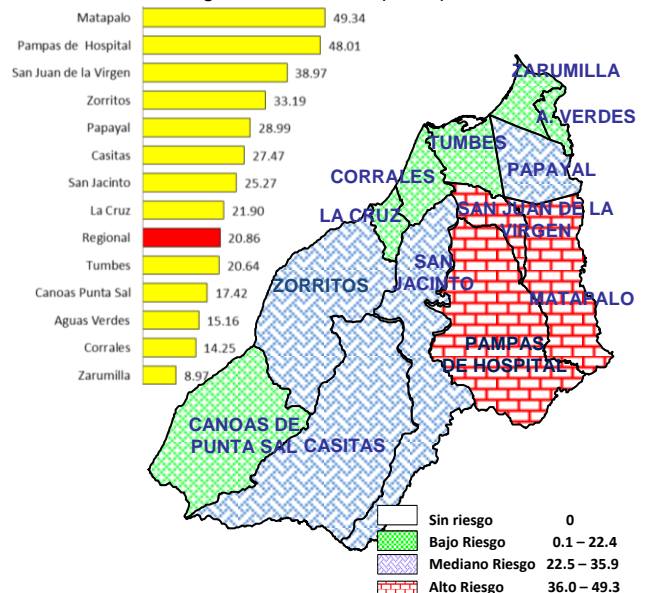 Matapalo 49.34
Pampas de Hospital 48.01
San Juan de la Virgen 38.97
Zorritos 33.19
Papayal 28.99
Casitas 27.47
San Jacinto 25.27
La Cruz 21.90
Regional 20.86
Tumbes 20.64
Canoas Punta Sal 17.42
Aguas Verdes 15.16
Corrales 14.25
Zarumilla 8.97
ZARUMILLA
A. VERDES
TUMBES
PAPAYAL
CORRALES
SAN JUAN DE LA
VIRGEN
LA CRUZ
SAN
JACINTO
ZORRITOS
MATAPALO
PAMPAS
DE HOSPITAL
CANOAS DE
PUNTA SAL CASITAS
Sin riesgo 0
Bajo Riesgo 0.1 – 22.4
Mediano Riesgo 22.5 – 35.9
Alto Riesgo 36.0 – 49.3